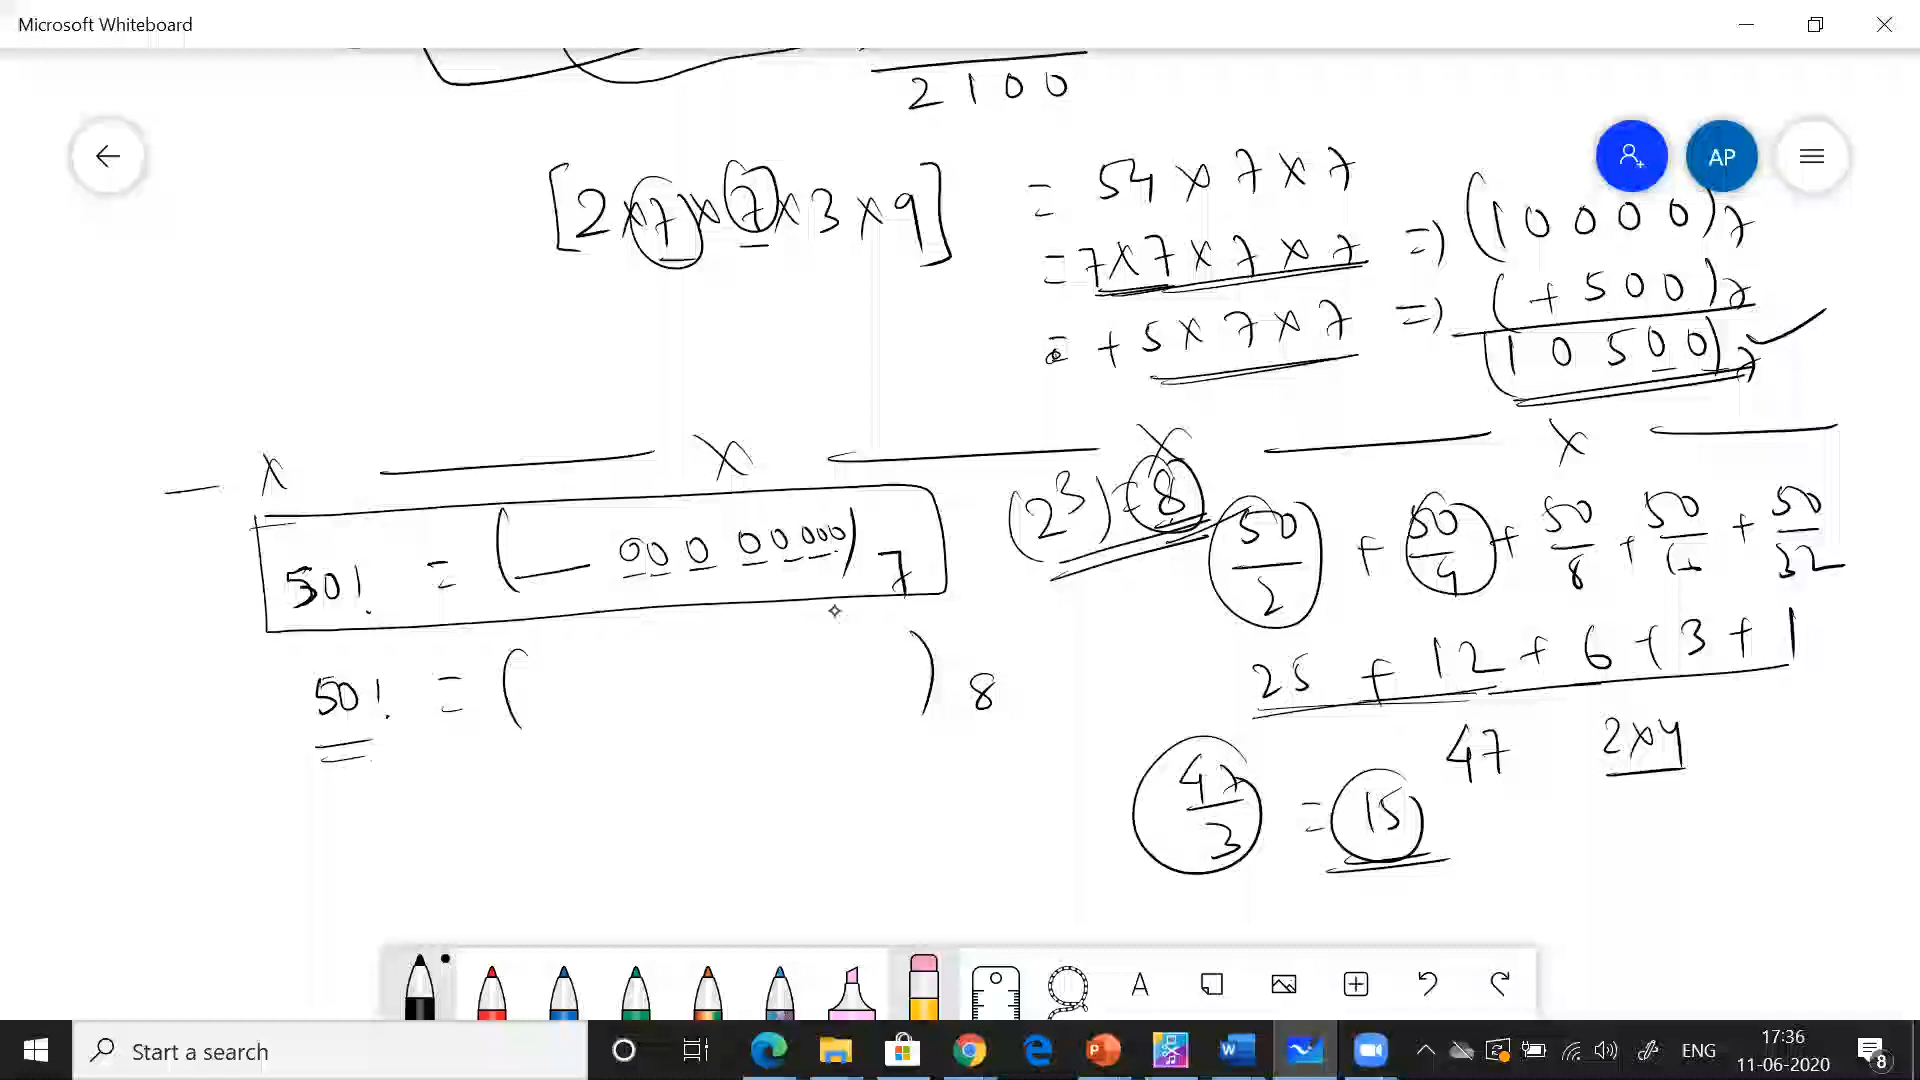 Microsoft Whiteboard
2100
[2×7×7×3×9] = 54×7×7
= 7×7×7×7 ⇒ (10000)7
= +5×7×7 ⇒ (+500)7
(10500)7
AP
x x x x
50! = (_ 00000000)7
(2³) = 8
50/2 + 50/4 + 50/8 + 50/16 + 50/32
25 + 12 + 6 + 3 + 1
50! = ( )8
47 2×4
47/3 = 15
A
Start a search
ENG
17:36
11-06-2020
8